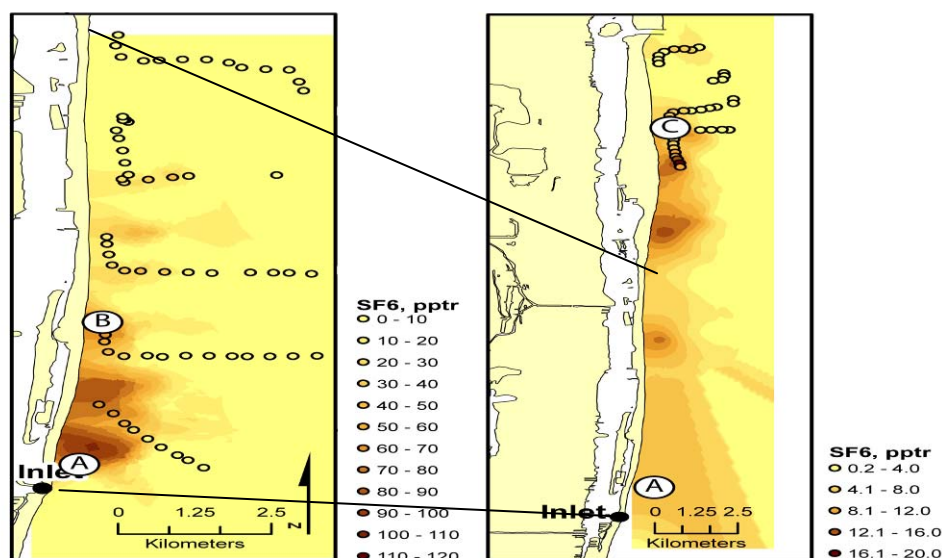 B
A
Inlet
0 1.25 2.5
Kilometers
N
SF6, pptr
0 - 10
10 - 20
20 - 30
30 - 40
40 - 50
50 - 60
60 - 70
70 - 80
80 - 90
90 - 100
100 - 110
110 - 120
C
A
Inlet
0 1.25 2.5
Kilometers
SF6, pptr
0.2 - 4.0
4.1 - 8.0
8.1 - 12.0
12.1 - 16.0
16.1 - 20.0